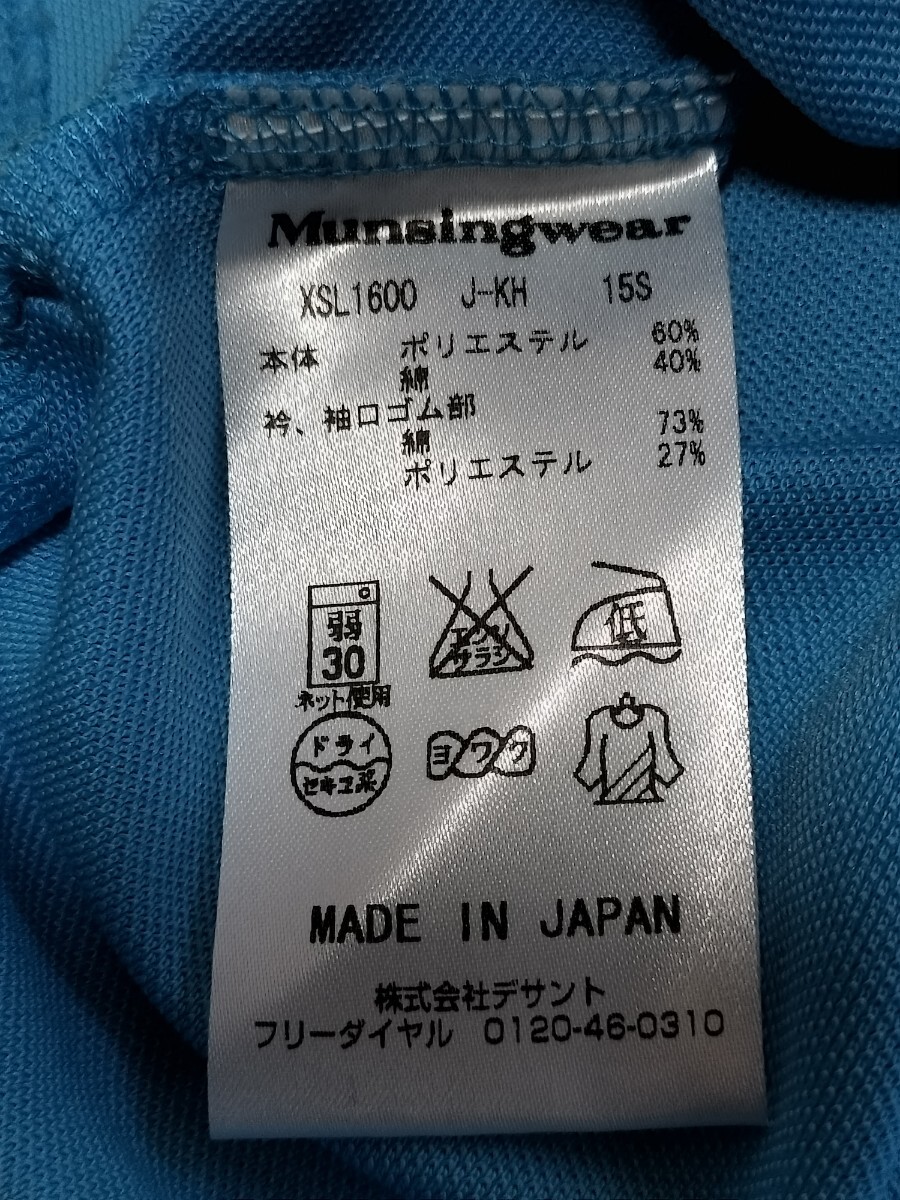 Munsingwear
XSL1600 J-KH 15S
本体 ポリエステル 60%
綿 40%
衿、袖口ゴム部
綿 73%
ポリエステル 27%
弱
30
ネット使用
エンソ
サラシ
低
ドライ
セキユ系
ヨワク
MADE IN JAPAN
株式会社デサント
フリーダイヤル 0120-46-0310